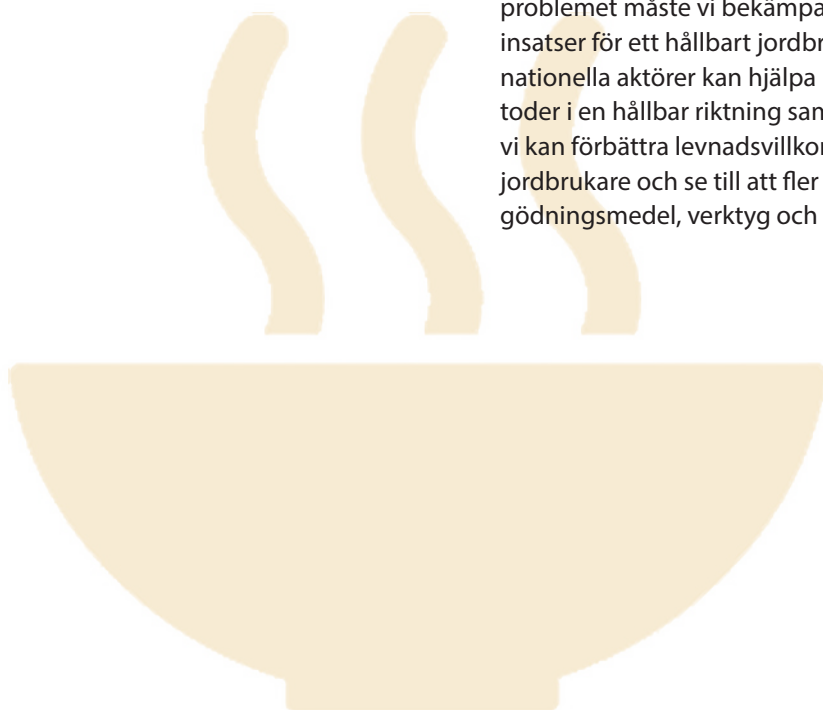 problemet måste vi bekämpa
insatser för ett hållbart jordbr
nationella aktörer kan hjälpa
toder i en hållbar riktning sam
vi kan förbättra levnadsvillkor
jordbrukare och se till att fler
gödningsmedel, verktyg och